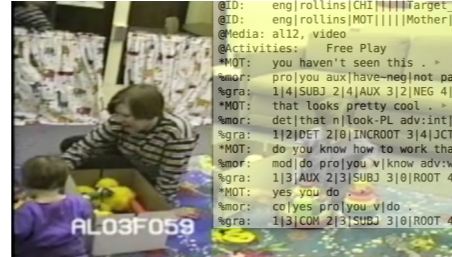 @ID: eng|rollins|CHI|||||Target_
@ID: eng|rollins|MOT|||||Mother|
@Media: al12, video
@Activities: Free Play
*MOT: you haven't seen this . ▸
%mor: pro|you aux|have~neg|not pa
%gra: 1|4|SUBJ 2|4|AUX 3|2|NEG 4|
*MOT: that looks pretty cool . ▸
%mor: det|that n|look-PL adv:int|
%gra: 1|2|DET 2|0|INCROOT 3|4|JCT
*MOT: do you know how to work tha
%mor: mod|do pro|you v|know adv:w
%gra: 1|3|AUX 2|3|SUBJ 3|0|ROOT 4
*MOT: yes you do .
%mor: co|yes pro|you v|do .
%gra: 1|3|COM 2|3|SUBJ 3|0|ROOT 4
AL03F059